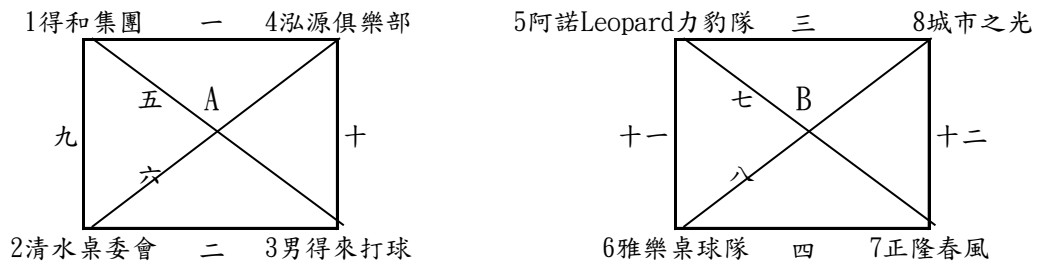 1得和集團 一 4泓源俱樂部 5阿諾Leopard力豹隊 三 8城市之光
五 A 七 B
九 十 十一 十二
六 八
2清水桌委會 二 3男得來打球 6雅樂桌球隊 四 7正隆春風